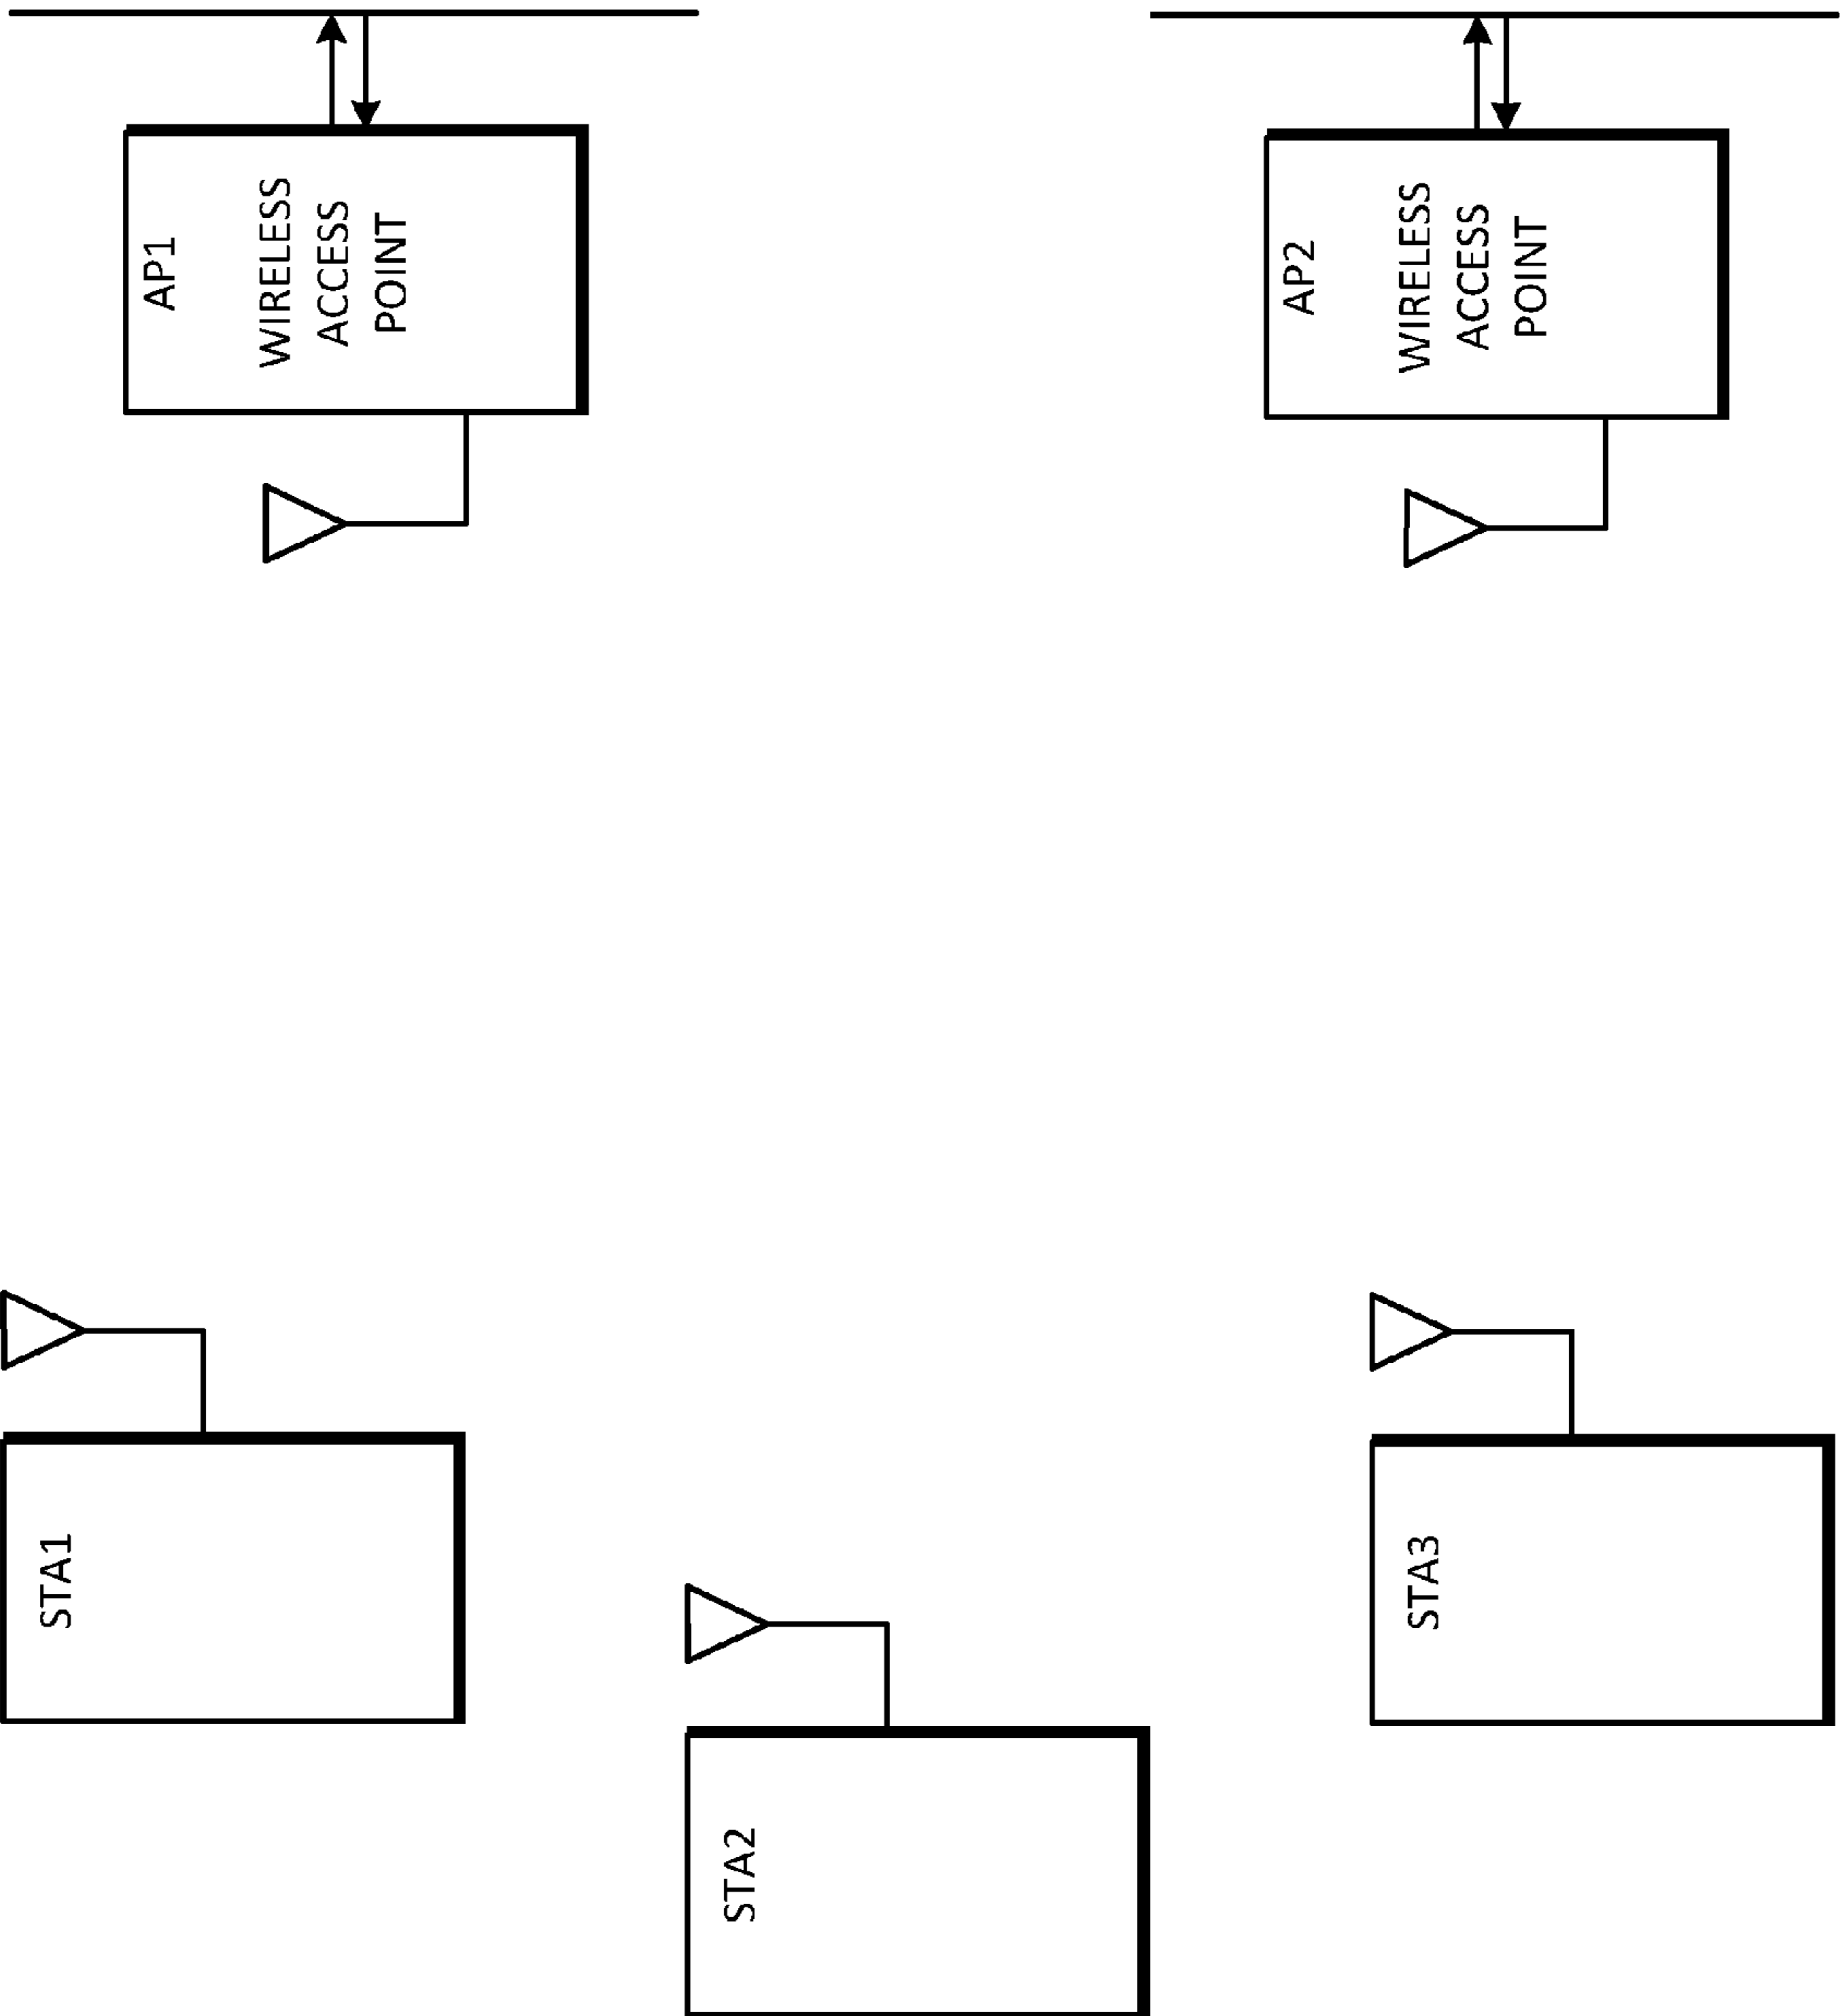 AP1
WIRELESS
ACCESS
POINT
AP2
WIRELESS
ACCESS
POINT
STA1
STA2
STA3